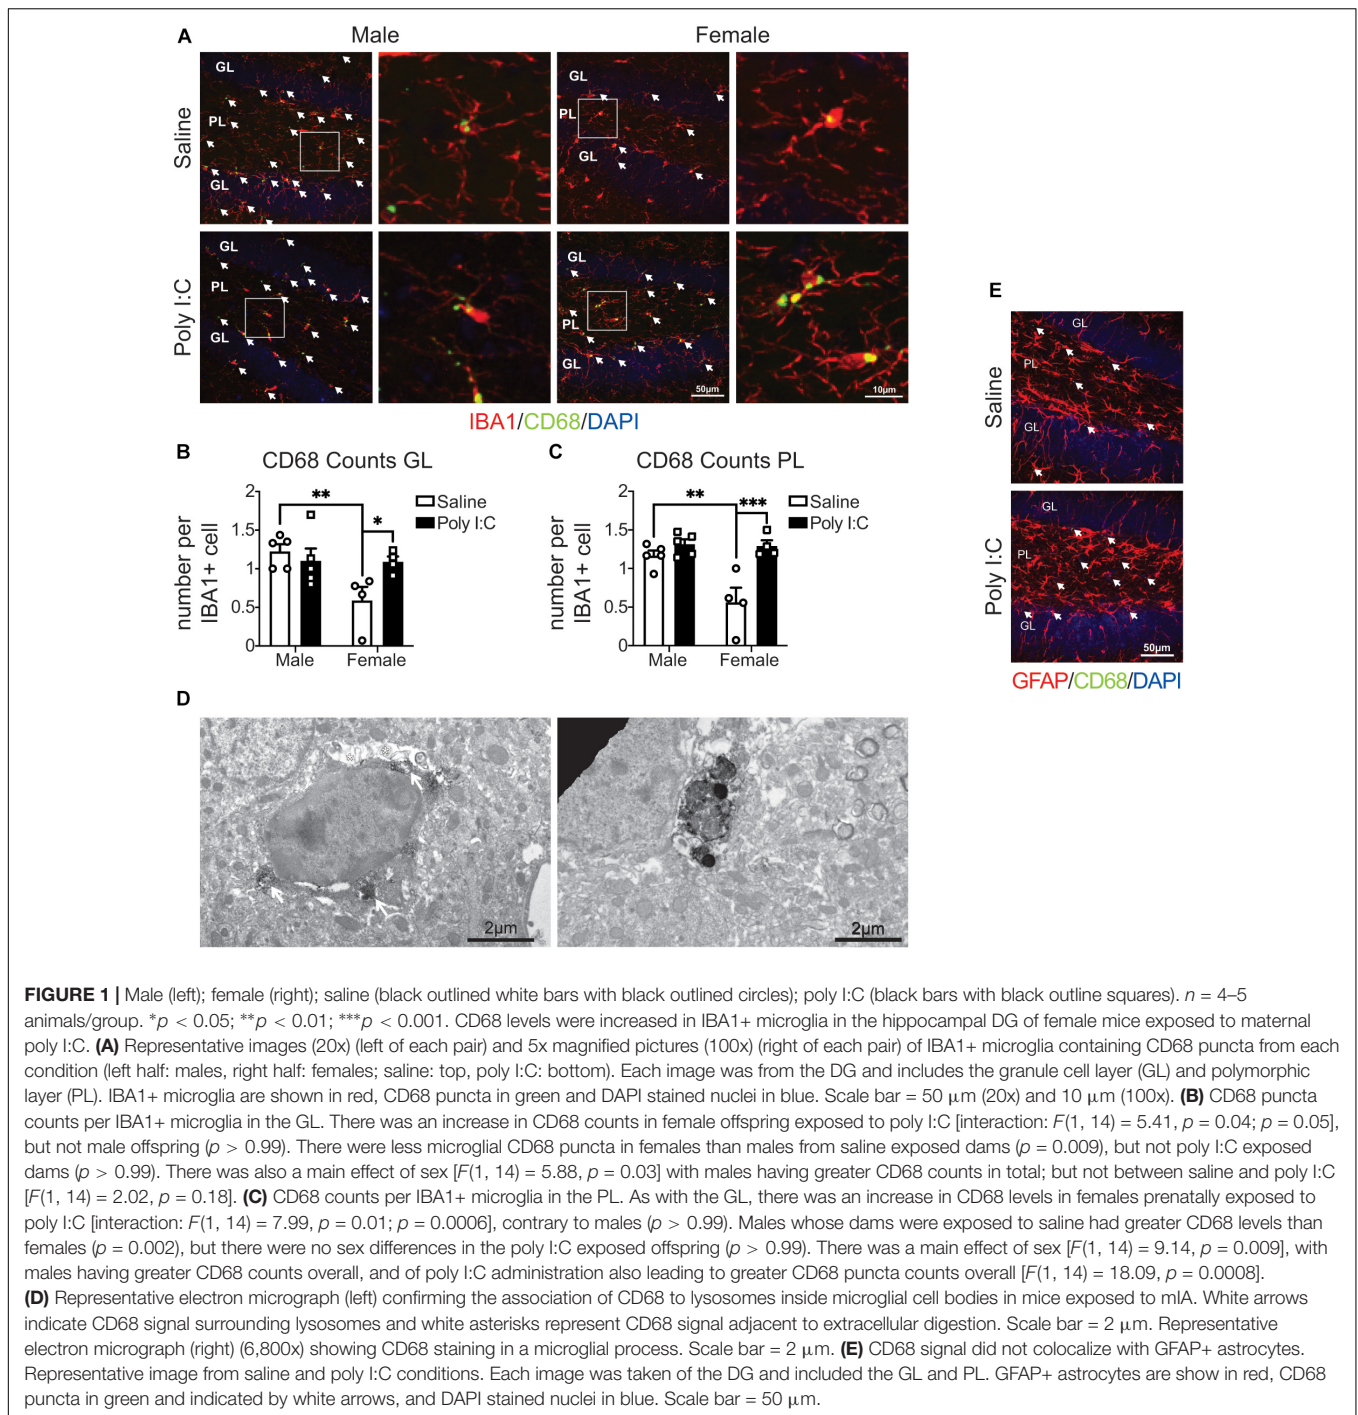 A
Male
Female
Saline
GL
PL
GL
GL
PL
GL
Poly I:C
GL
PL
GL
GL
PL
GL
50µm
10µm
IBA1/CD68/DAPI
B
CD68 Counts GL
number per
IBA1+ cell
2
1.5
1
0.5
0
**
*
Saline
Poly I:C
Male
Female
C
CD68 Counts PL
number per
IBA1+ cell
2
1.5
1
0.5
0
**
***
Saline
Poly I:C
Male
Female
D
2µm
2µm
E
Saline
GL
PL
GL
Poly I:C
GL
PL
GL
50µm
GFAP/CD68/DAPI
FIGURE 1 | Male (left); female (right); saline (black outlined white bars with black outlined circles); poly I:C (black bars with black outline squares). n = 4–5
animals/group. *p < 0.05; **p < 0.01; ***p < 0.001. CD68 levels were increased in IBA1+ microglia in the hippocampal DG of female mice exposed to maternal
poly I:C. (A) Representative images (20x) (left of each pair) and 5x magnified pictures (100x) (right of each pair) of IBA1+ microglia containing CD68 puncta from each
condition (left half: males, right half: females; saline: top, poly I:C: bottom). Each image was from the DG and includes the granule cell layer (GL) and polymorphic
layer (PL). IBA1+ microglia are shown in red, CD68 puncta in green and DAPI stained nuclei in blue. Scale bar = 50 µm (20x) and 10 µm (100x). (B) CD68 puncta
counts per IBA1+ microglia in the GL. There was an increase in CD68 counts in female offspring exposed to poly I:C [interaction: F(1, 14) = 5.41, p = 0.04; p = 0.05],
but not male offspring (p > 0.99). There were less microglial CD68 puncta in females than males from saline exposed dams (p = 0.009), but not poly I:C exposed
dams (p > 0.99). There was also a main effect of sex [F(1, 14) = 5.88, p = 0.03] with males having greater CD68 counts in total; but not between saline and poly I:C
[F(1, 14) = 2.02, p = 0.18]. (C) CD68 counts per IBA1+ microglia in the PL. As with the GL, there was an increase in CD68 levels in females prenatally exposed to
poly I:C [interaction: F(1, 14) = 7.99, p = 0.01; p = 0.0006], contrary to males (p > 0.99). Males whose dams were exposed to saline had greater CD68 levels than
females (p = 0.002), but there were no sex differences in the poly I:C exposed offspring (p > 0.99). There was a main effect of sex [F(1, 14) = 9.14, p = 0.009], with
males having greater CD68 counts overall, and of poly I:C administration also leading to greater CD68 puncta counts overall [F(1, 14) = 18.09, p = 0.0008].
(D) Representative electron micrograph (left) confirming the association of CD68 to lysosomes inside microglial cell bodies in mice exposed to mIA. White arrows
indicate CD68 signal surrounding lysosomes and white asterisks represent CD68 signal adjacent to extracellular digestion. Scale bar = 2 µm. Representative
electron micrograph (right) (6,800x) showing CD68 staining in a microglial process. Scale bar = 2 µm. (E) CD68 signal did not colocalize with GFAP+ astrocytes.
Representative image from saline and poly I:C conditions. Each image was taken of the DG and included the GL and PL. GFAP+ astrocytes are show in red, CD68
puncta in green and indicated by white arrows, and DAPI stained nuclei in blue. Scale bar = 50 µm.